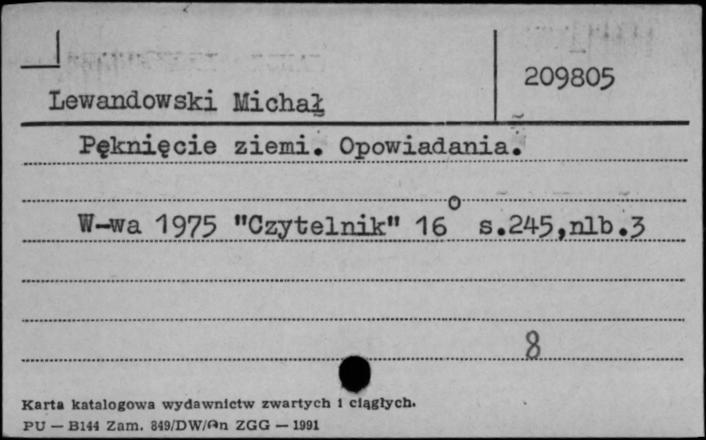 209805
Lewandowski Michał
Pęknięcie ziemi. Opowiadania.
W-wa 1975 "Czytelnik" 16° s.245,nlb.3
8
Karta katalogowa wydawnictw zwartych i ciągłych.
PU — B144 Zam. 849/DW/ ZGG — 1991